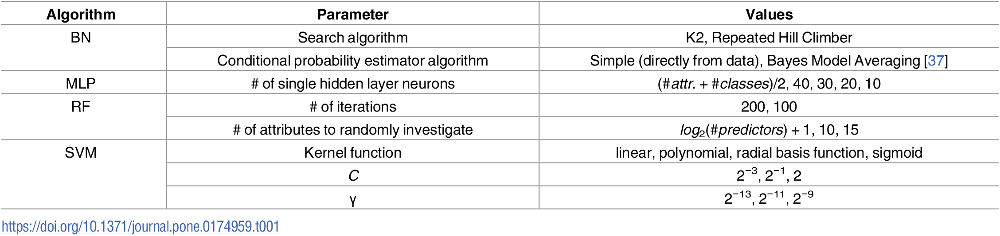 Algorithm Parameter Values
BN Search algorithm K2, Repeated Hill Climber
Conditional probability estimator algorithm Simple (directly from data), Bayes Model Averaging [37]
MLP # of single hidden layer neurons (#attr. + #classes)/2, 40, 30, 20, 10
RF # of iterations 200, 100
# of attributes to randomly investigate log₂(#predictors) + 1, 10, 15
SVM Kernel function linear, polynomial, radial basis function, sigmoid
C 2⁻³, 2⁻¹, 2
γ 2⁻¹³, 2⁻¹¹, 2⁻⁹
https://doi.org/10.1371/journal.pone.0174959.t001